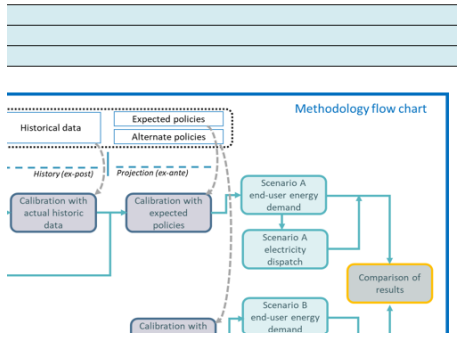 Methodology flow chart
Historical data
Expected policies
Alternate policies
History (ex-post)
Projection (ex-ante)
Calibration with
actual historic
data
Calibration with
expected
policies
Scenario A
end-user energy
demand
Scenario A
electricity
dispatch
Comparison of
results
Calibration with
Scenario B
end-user energy
demand